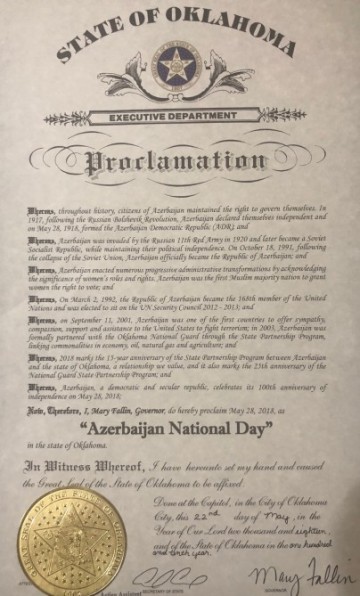 STATE OF OKLAHOMA
EXECUTIVE DEPARTMENT
Proclamation
Whereas, throughout history, citizens of Azerbaijan maintained the right to govern themselves. In
1917, following the Russian Bolshevik Revolution, Azerbaijan declared themselves independent and
on May 28, 1918, formed the Azerbaijan Democratic Republic (ADR); and
Whereas, Azerbaijan was invaded by the Russian 11th Red Army in 1920 and later became a Soviet
Socialist Republic, while maintaining their political independence. On October 18, 1991, following
the collapse of the Soviet Union, Azerbaijan officially became the Republic of Azerbaijan; and
Whereas, Azerbaijan enacted numerous progressive administrative transformations by acknowledging
the significance of women's roles and rights. Azerbaijan was the first Muslim majority nature to grant
women the right to vote; and
Whereas, On March 2, 1992, the Republic of Azerbaijan became the 168th member of the United
Nations and was elected to sit on the UN Security Council 2012 - 2013; and
Whereas, on September 11, 2001, Azerbaijan was one of the first countries to offer sympathy,
compassion, support and assistance to the United States to fight terrorism; in 2003, Azerbaijan was
formally partnered with the Oklahoma National Guard through the State Partnership Program,
linking commonalities in economy, oil, natural gas and agriculture; and
Whereas, 2018 marks the 15-year anniversary of the State Partnership Program between Azerbaijan
and the state of Oklahoma, a relationship we value, and it also marks the 25th anniversary of the
National Guard State Partnership Program; and
Whereas, Azerbaijan, a democratic and secular republic, celebrates its 100th anniversary of
independence on May 28, 2018;
Now, Therefore, I, Mary Fallin, Governor, do hereby proclaim May 28, 2018, as
"Azerbaijan National Day"
in the state of Oklahoma.
In Witness Whereof, I have hereunto set my hand and caused
the Great Seal of the State of Oklahoma to be affixed.
Done at the Capitol, in the City of Oklahoma
City, this 22nd day of May, in the
Year of Our Lord two thousand and eighteen
and of the State of Oklahoma in the one hundred
and tenth year.
Mary Fallin
Assistant
SECRETARY OF STATE
GOVERNOR